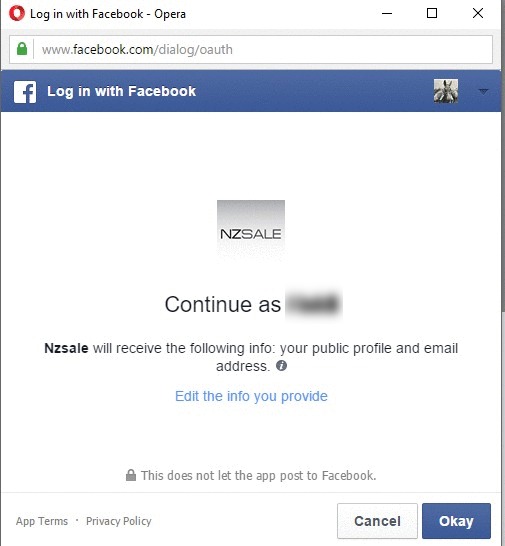 Log in with Facebook - Opera
www.facebook.com/dialog/oauth
f Log in with Facebook
NZSALE
Continue as
Nzsale will receive the following info: your public profile and email
address. i
Edit the info you provide
This does not let the app post to Facebook.
App Terms · Privacy Policy
Cancel Okay